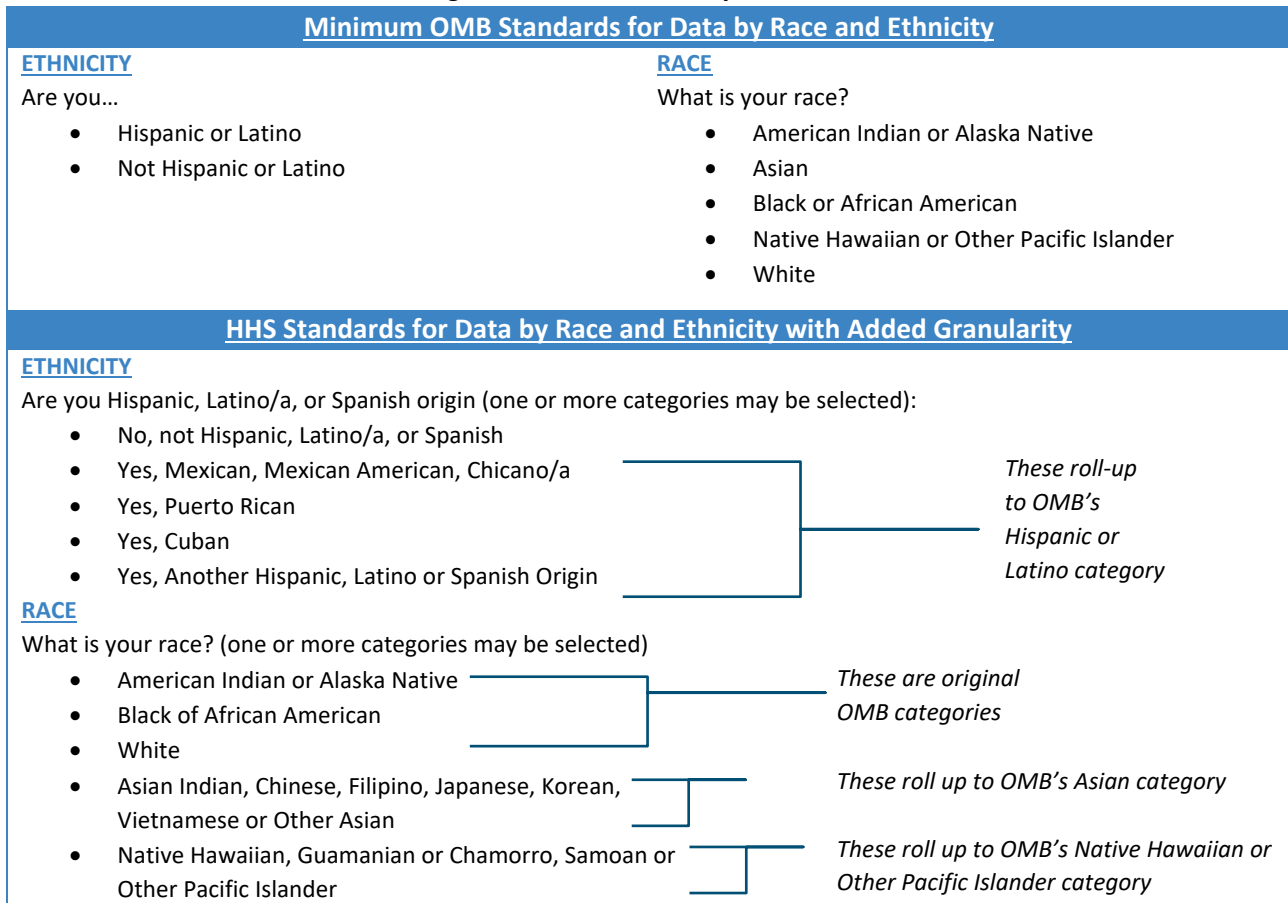 Minimum OMB Standards for Data by Race and Ethnicity
ETHNICITY
Are you…
• Hispanic or Latino
• Not Hispanic or Latino
RACE
What is your race?
• American Indian or Alaska Native
• Asian
• Black or African American
• Native Hawaiian or Other Pacific Islander
• White
HHS Standards for Data by Race and Ethnicity with Added Granularity
ETHNICITY
Are you Hispanic, Latino/a, or Spanish origin (one or more categories may be selected):
• No, not Hispanic, Latino/a, or Spanish
• Yes, Mexican, Mexican American, Chicano/a
• Yes, Puerto Rican
• Yes, Cuban
• Yes, Another Hispanic, Latino or Spanish Origin
These roll-up
to OMB's
Hispanic or
Latino category
RACE
What is your race? (one or more categories may be selected)
• American Indian or Alaska Native
• Black of African American
• White
These are original
OMB categories
• Asian Indian, Chinese, Filipino, Japanese, Korean,
Vietnamese or Other Asian
These roll up to OMB's Asian category
• Native Hawaiian, Guamanian or Chamorro, Samoan or
Other Pacific Islander
These roll up to OMB's Native Hawaiian or
Other Pacific Islander category